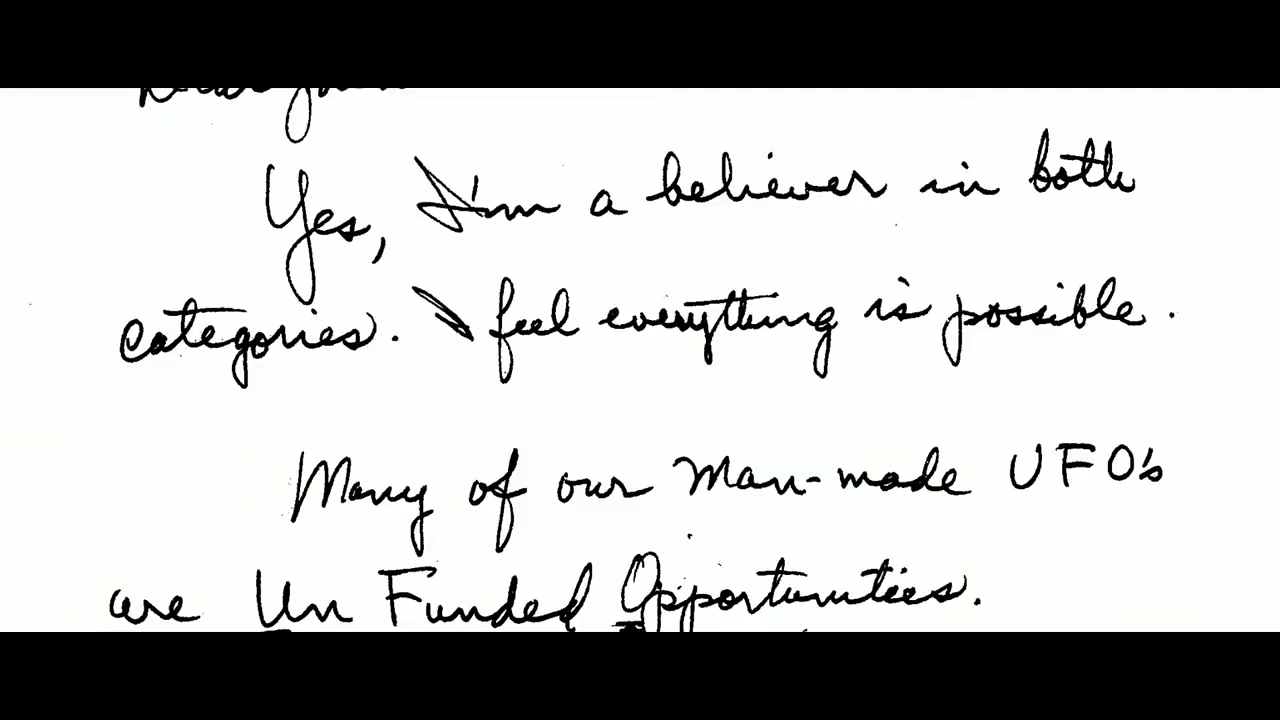 Yes, I'm a believer in both
categories. I feel everything is possible.
Many of our Man-made UFO's
are Un Funded Opportunities.